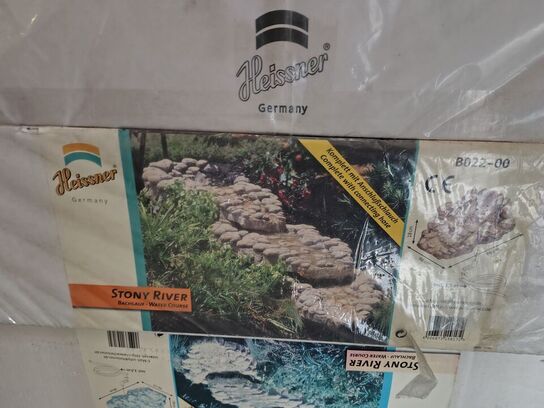 Heissner
Germany
Heissner
Germany
Komplett mit Anschlußschlauch
Complete with connecting hose
B022-00
CE
STONY RIVER
BACHLAUF - WATER COURSE
STONY RIVER
BACHLAUF - WATER COURSE